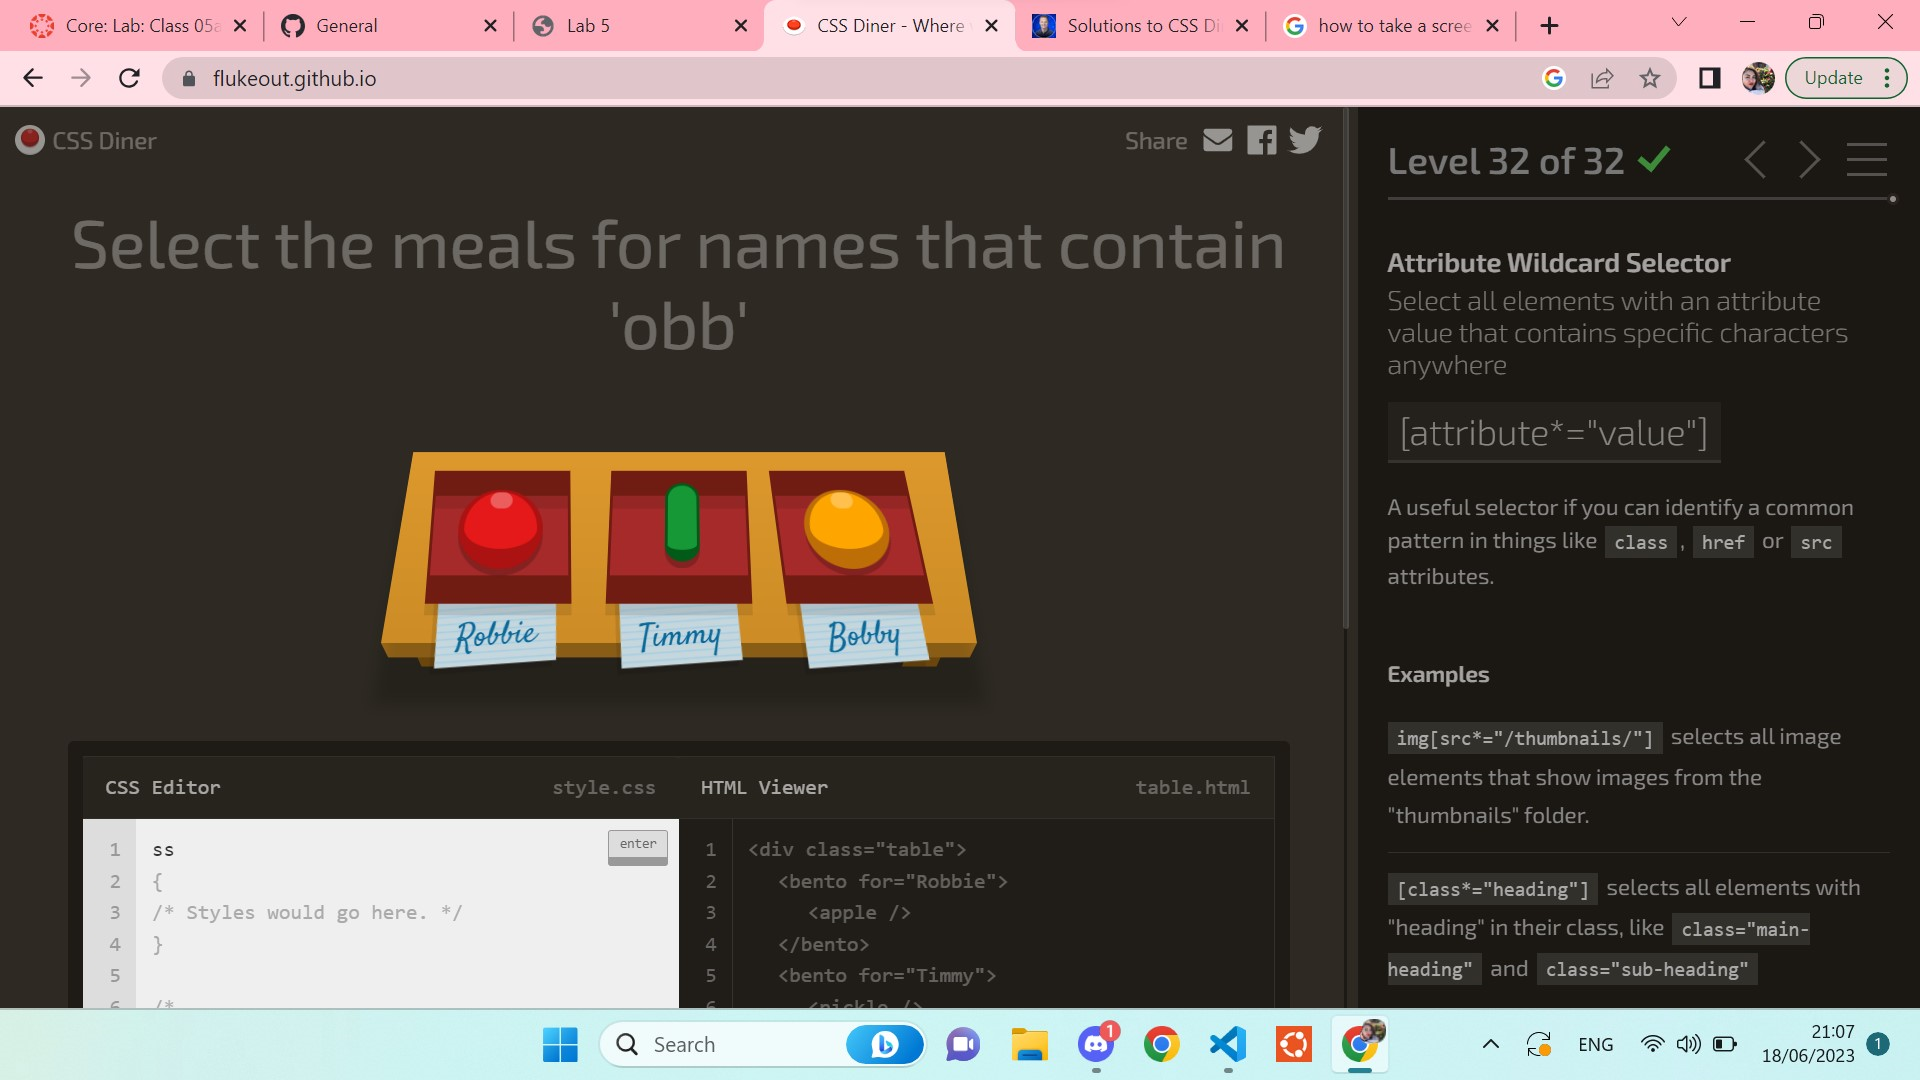 Core: Lab: Class 05a
General
Lab 5
CSS Diner - Where
Solutions to CSS Di
how to take a scree
flukeout.github.io
Update
CSS Diner
Share
Select the meals for names that contain
'obb'
Robbie
Timmy
Bobby
CSS Editor
style.css
HTML Viewer
table.html
1
ss
enter
2
{
3
/* Styles would go here. */
4
}
5
6
/*
1
<div class="table">
2
<bento for="Robbie">
3
<apple />
4
</bento>
5
<bento for="Timmy">
6
<pickle />
Level 32 of 32
Attribute Wildcard Selector
Select all elements with an attribute
value that contains specific characters
anywhere
[attribute*="value"]
A useful selector if you can identify a common
pattern in things like class , href or src
attributes.
Examples
img[src*="/thumbnails/"] selects all image
elements that show images from the
"thumbnails" folder.
[class*="heading"] selects all elements with
"heading" in their class, like class="main-
heading" and class="sub-heading"
Search
1
ENG
21:07
18/06/2023
1